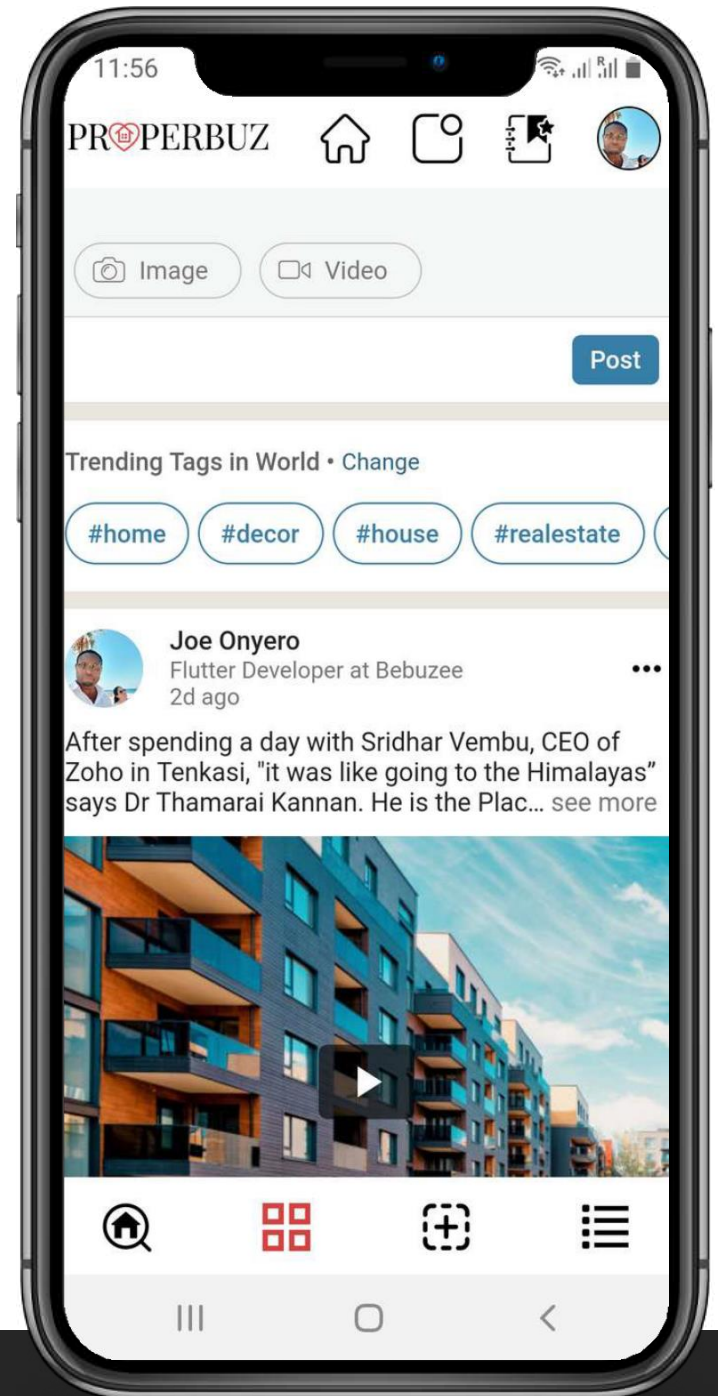 11:56
PROPERBUZ
Image
Video
Post
Trending Tags in World • Change
#home
#decor
#house
#realestate
Joe Onyero
Flutter Developer at Bebuzee
2d ago
After spending a day with Sridhar Vembu, CEO of
Zoho in Tenkasi, "it was like going to the Himalayas”
says Dr Thamarai Kannan. He is the Plac... see more